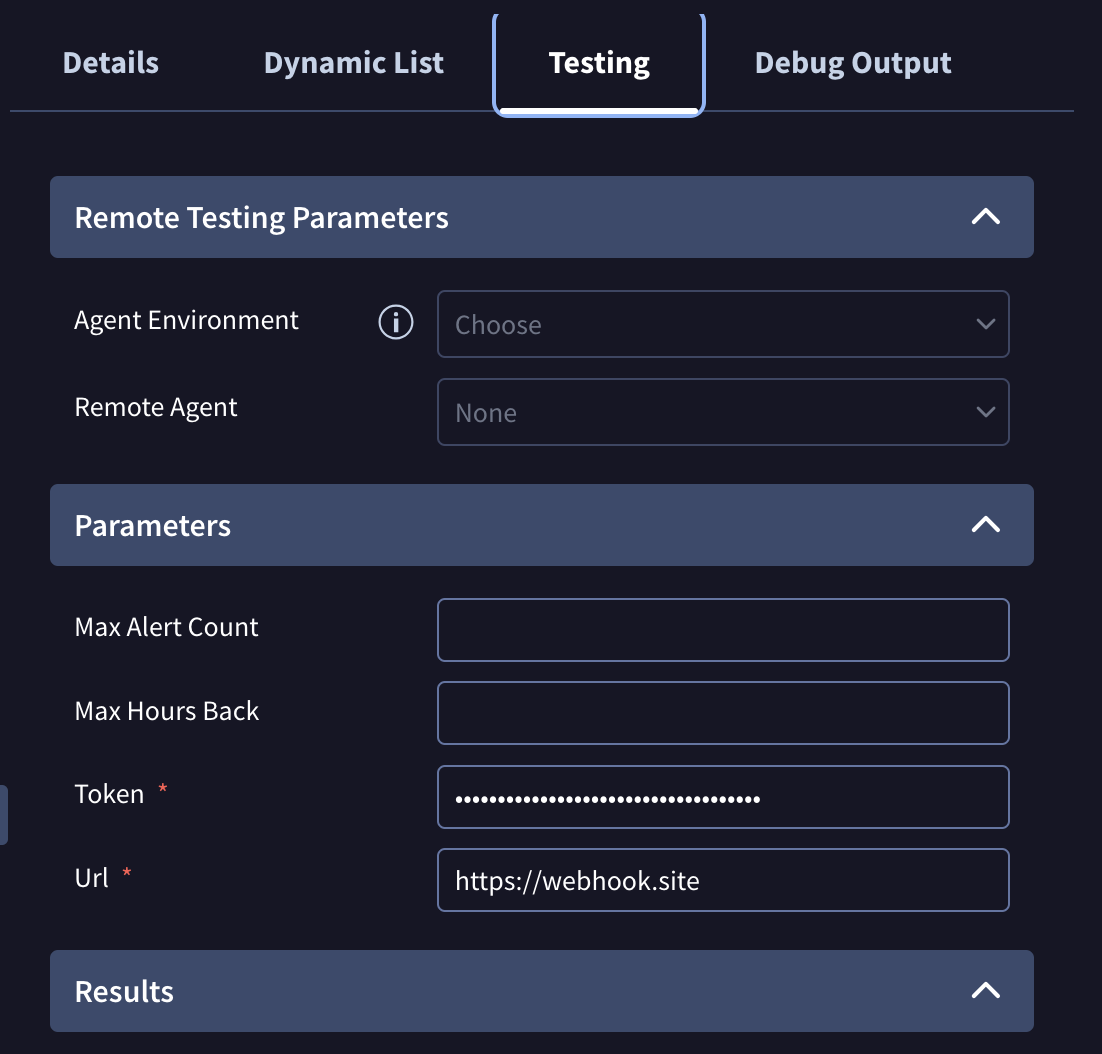 Details Dynamic List Testing Debug Output
Remote Testing Parameters
Agent Environment Choose
Remote Agent None
Parameters
Max Alert Count
Max Hours Back
Token * ••••••••••••••••••••••••••••••••••••
Url * https://webhook.site
Results